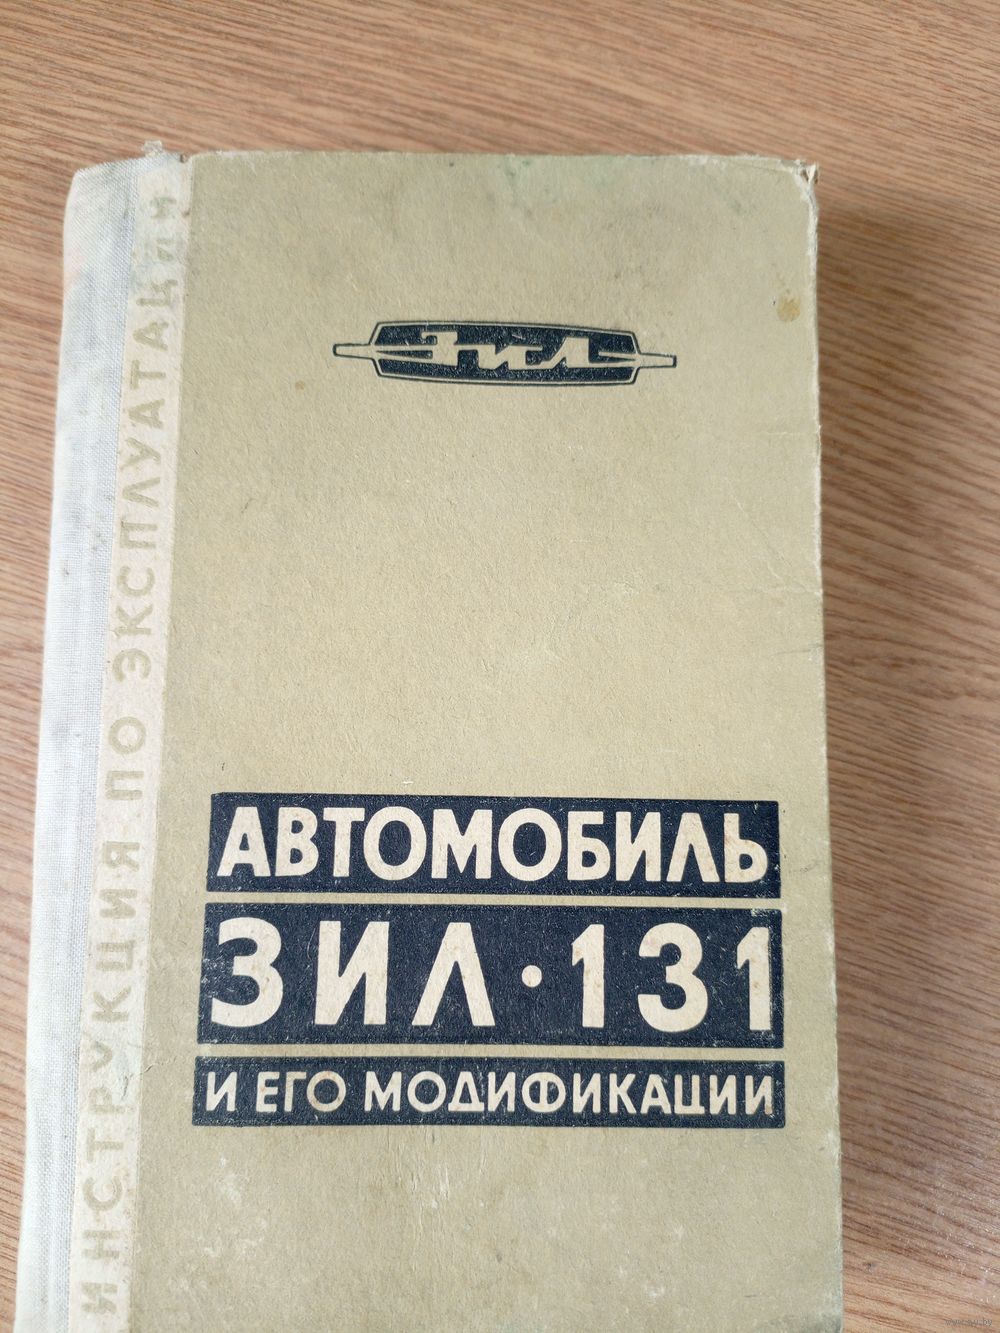 ЗИЛ
АВТОМОБИЛЬ
ЗИЛ·131
И ЕГО МОДИФИКАЦИИ
ИНСТРУКЦИЯ ПО ЭКСПЛУАТАЦИИ